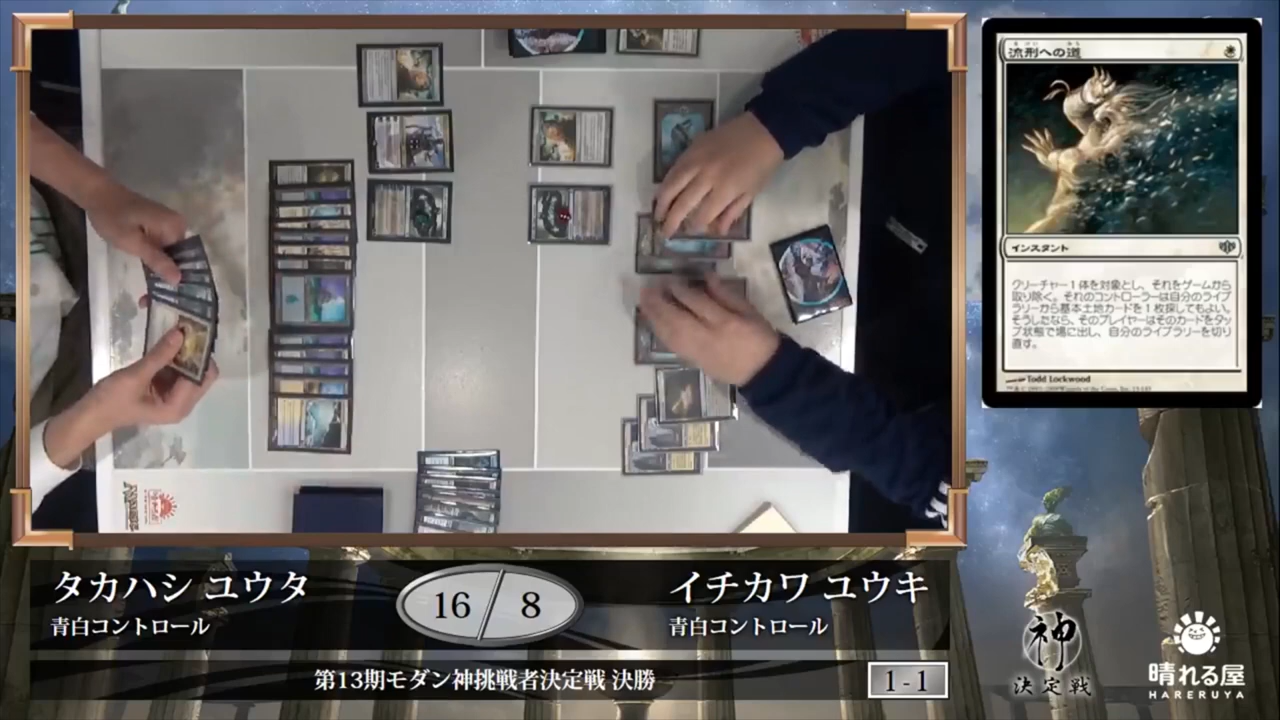 流刑への道
インスタント
クリーチャー1体を対象とし、それをゲームから
取り除く。それのコントローラーは自分のライブ
ラリーから基本土地カードを1枚探してもよい。
そうしたなら、そのプレイヤーはそのカードをタッ
プ状態で場に出し、自分のライブラリーを切り
直す。
Todd Lockwood
タカハシ ユウタ
青白コントロール
16 / 8
イチカワ ユウキ
青白コントロール
第13期モダン神挑戦者決定戦 決勝
1-1
神
決定戦
晴れる屋
HARERUYA